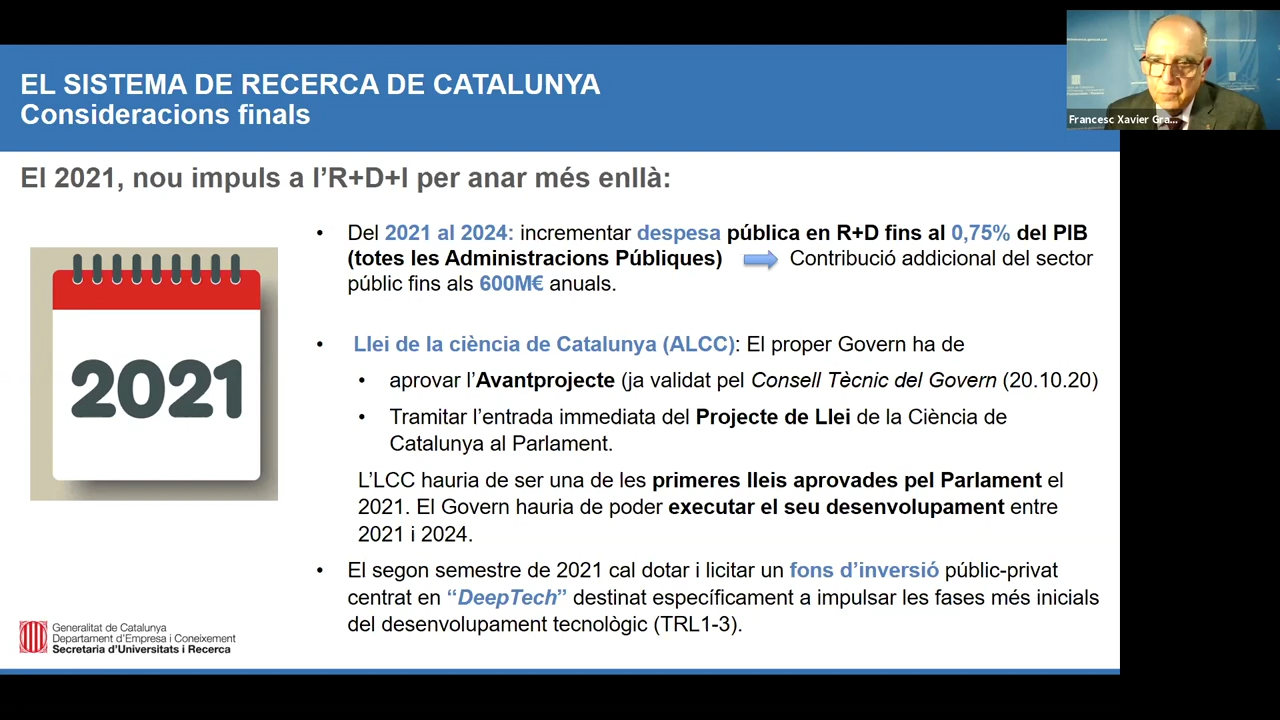 EL SISTEMA DE RECERCA DE CATALUNYA
Consideracions finals
Francesc Xavier Gra...
El 2021, nou impuls a l’R+D+I per anar més enllà:
2021
• Del 2021 al 2024: incrementar despesa pública en R+D fins al 0,75% del PIB
(totes les Administracions Públiques) Contribució addicional del sector
públic fins als 600M€ anuals.
• Llei de la ciència de Catalunya (ALCC): El proper Govern ha de
• aprovar l’Avantprojecte (ja validat pel Consell Tècnic del Govern (20.10.20)
• Tramitar l’entrada immediata del Projecte de Llei de la Ciència de
Catalunya al Parlament.
L’LCC hauria de ser una de les primeres lleis aprovades pel Parlament el
2021. El Govern hauria de poder executar el seu desenvolupament entre
2021 i 2024.
• El segon semestre de 2021 cal dotar i licitar un fons d’inversió públic-privat
centrat en “DeepTech” destinat específicament a impulsar les fases més inicials
del desenvolupament tecnològic (TRL1-3).
Generalitat de Catalunya
Departament d’Empresa i Coneixement
Secretaria d’Universitats i Recerca